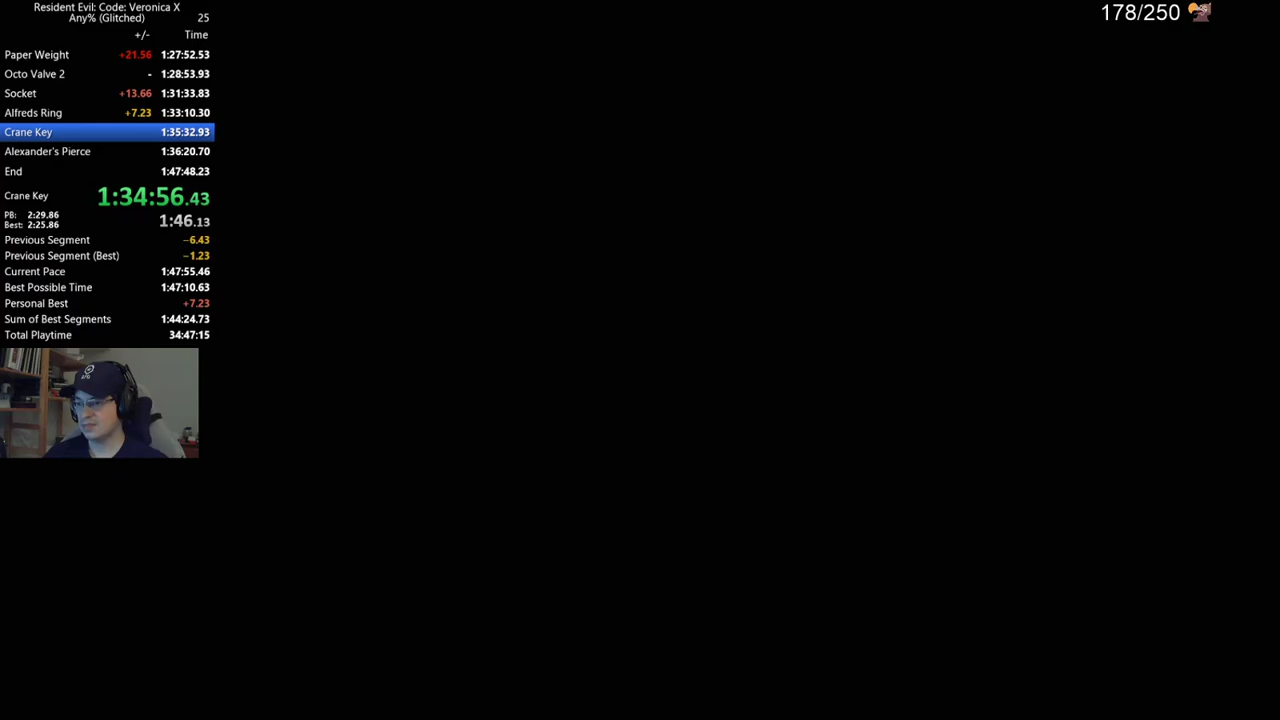 Resident Evil: Code: Veronica X
Any% (Glitched) 25
+/- Time
Paper Weight +21.56 1:27:52.53
Octo Valve 2 - 1:28:53.93
Socket +13.66 1:31:33.83
Alfreds Ring +7.23 1:33:10.30
Crane Key 1:35:32.93
Alexander's Pierce 1:36:20.70
End 1:47:48.23
Crane Key 1:34:56.43
PB: 2:29.86
Best: 2:25.86 1:46.13
Previous Segment −6.43
Previous Segment (Best) −1.23
Current Pace 1:47:55.46
Best Possible Time 1:47:10.63
Personal Best +7.23
Sum of Best Segments 1:44:24.73
Total Playtime 34:47:15
178/250